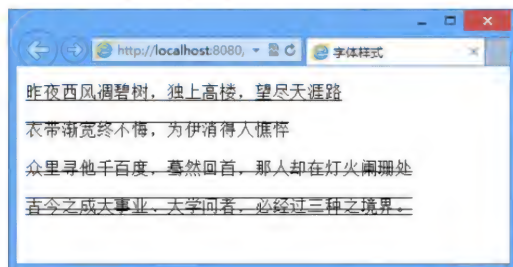 http://localhost:8080,
字体样式
昨夜西风凋碧树，独上高楼，望尽天涯路
衣带渐宽终不悔，为伊消得人憔悴
众里寻他千百度，蓦然回首，那人却在灯火阑珊处
古今之成大事业、大学问者，必经过三种之境界。